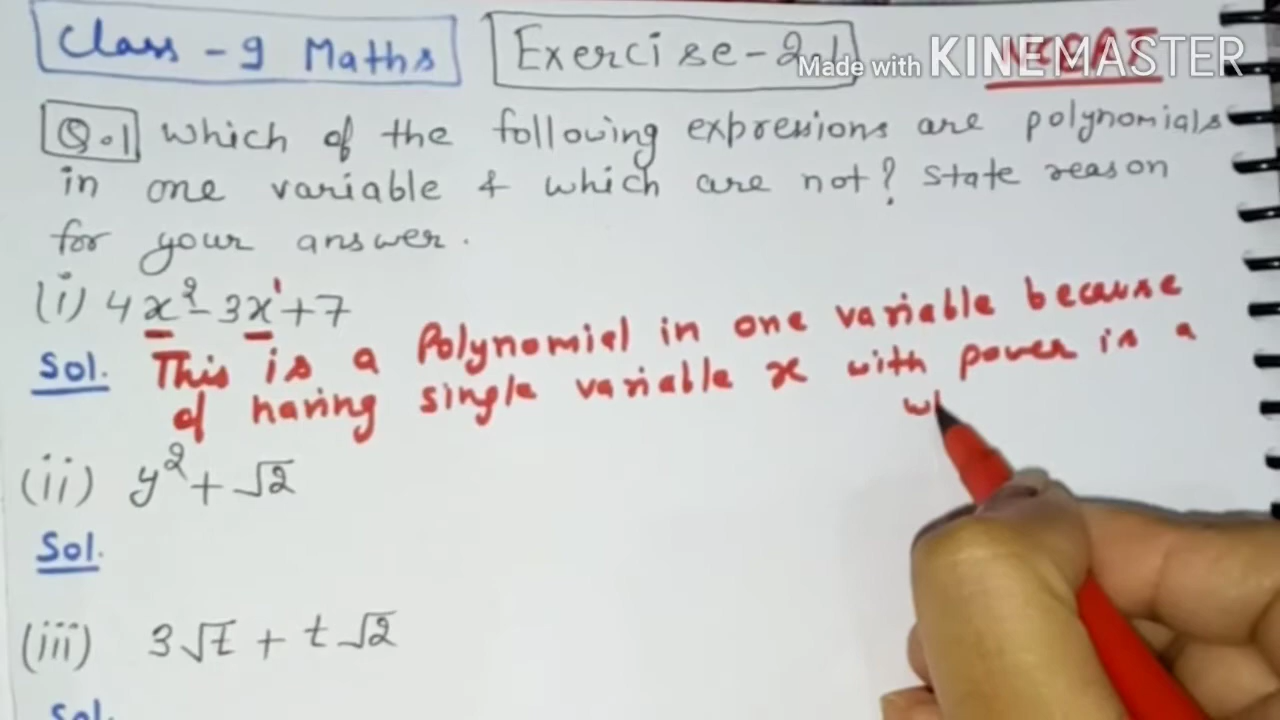 Class - 9 Maths
Exercise - 2.1
Made with KINEMASTER
Q.1 Which of the following expressions are polynomials
in one variable & which are not? State reason
for your answer.
(i) 4x² - 3x¹ + 7
Sol. This is a Polynomial in one variable because
of having single variable x with power is a
wh
(ii) y² + √2
Sol.
(iii) 3√t + t√2
Sol.